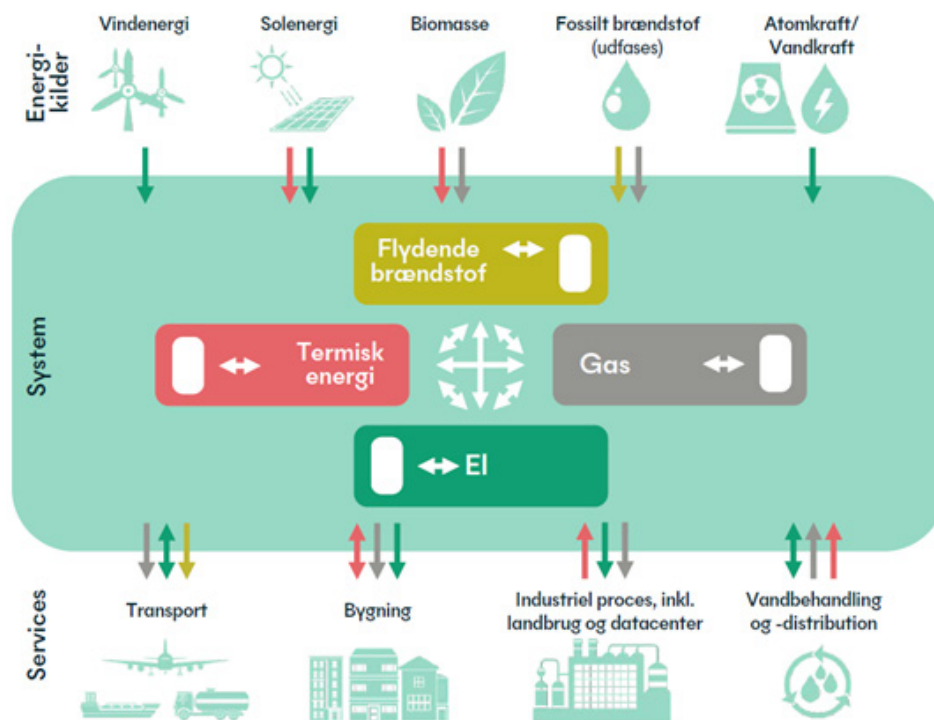 Energi-
kilder
Vindenergi
Solenergi
Biomasse
Fossilt brændstof
(udfases)
Atomkraft/
Vandkraft
System
Flydende
brændstof
Termisk
energi
Gas
El
Services
Transport
Bygning
Industriel proces, inkl.
landbrug og datacenter
Vandbehandling
og -distribution